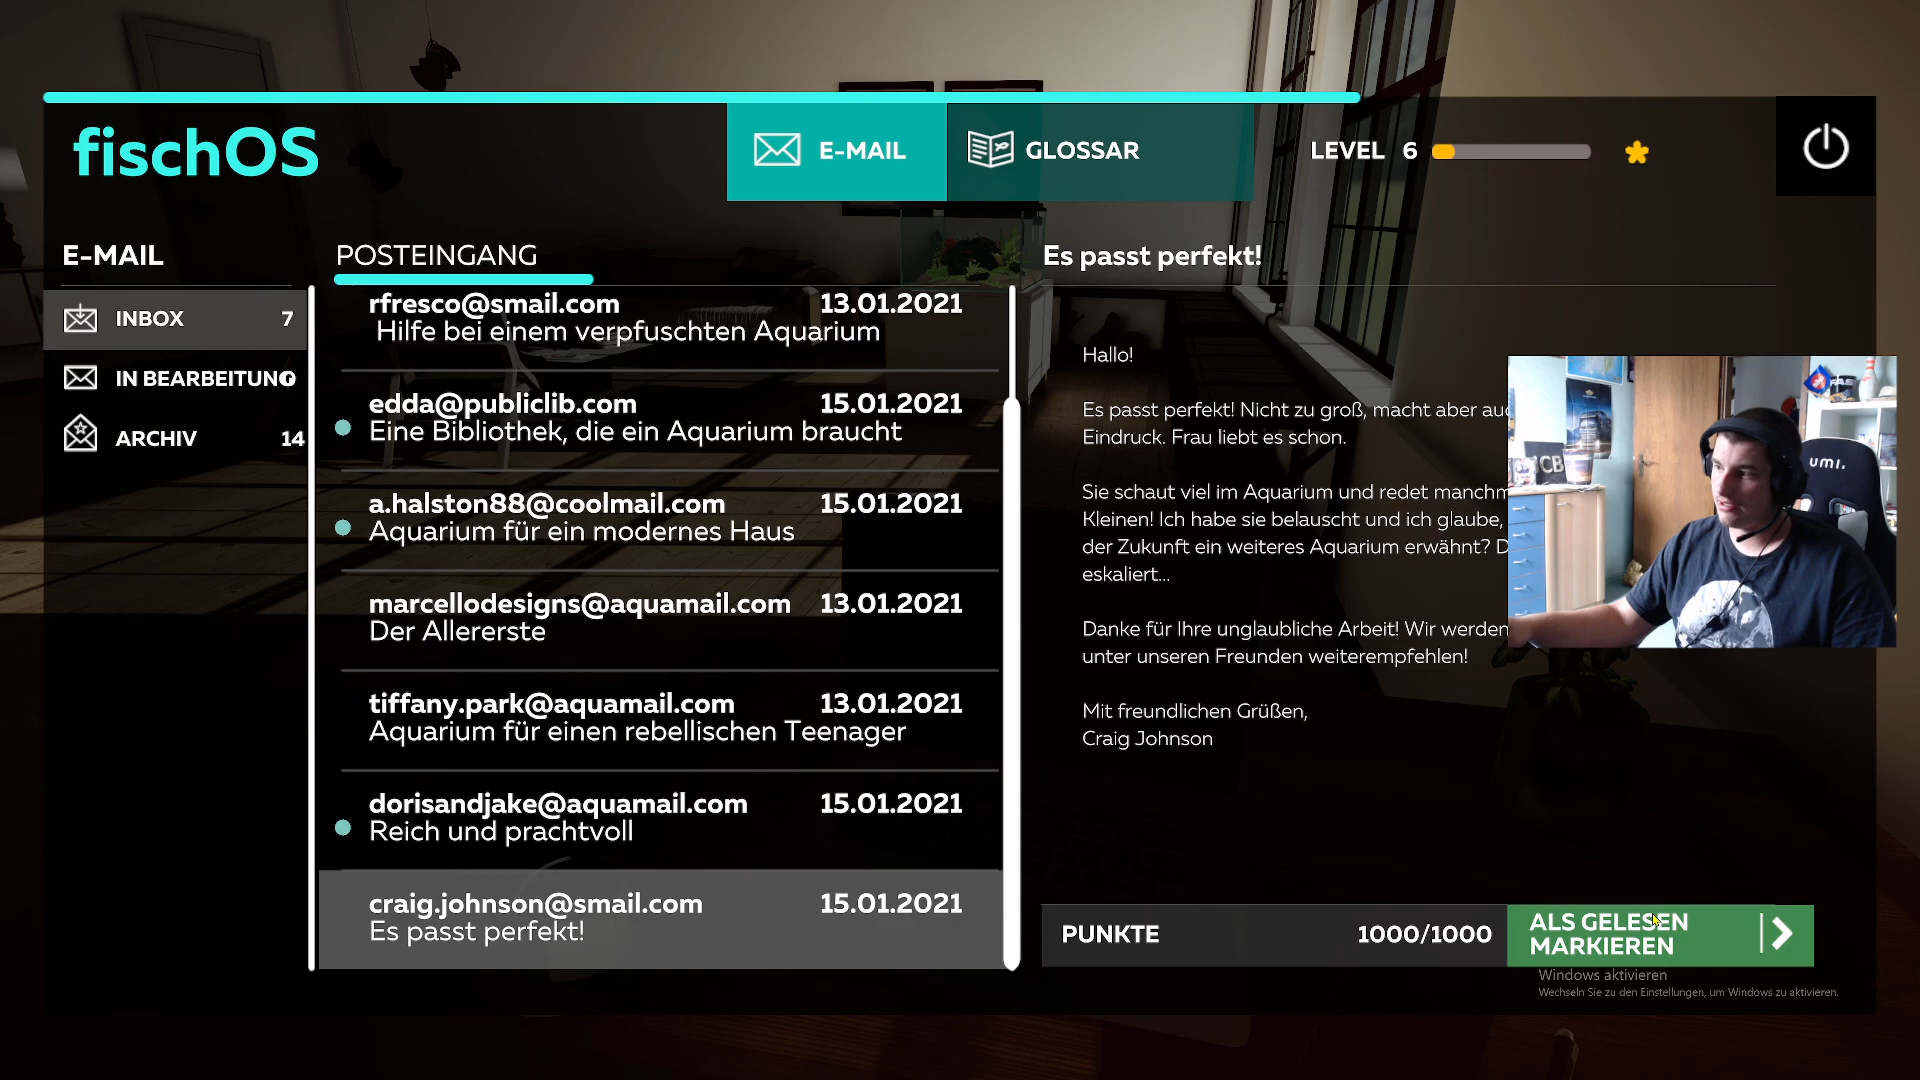 fischOS
E-MAIL
GLOSSAR
LEVEL 6
E-MAIL
INBOX 7
IN BEARBEITUNG 0
ARCHIV 14
POSTEINGANG
rfresco@smail.com 13.01.2021
Hilfe bei einem verpfuschten Aquarium
edda@publiclib.com 15.01.2021
Eine Bibliothek, die ein Aquarium braucht
a.halston88@coolmail.com 15.01.2021
Aquarium für ein modernes Haus
marcellodesigns@aquamail.com 13.01.2021
Der Allererste
tiffany.park@aquamail.com 13.01.2021
Aquarium für einen rebellischen Teenager
dorisandjake@aquamail.com 15.01.2021
Reich und prachtvoll
craig.johnson@smail.com 15.01.2021
Es passt perfekt!
Es passt perfekt!
Hallo!
Es passt perfekt! Nicht zu groß, macht aber
Eindruck. Frau liebt es schon.
Sie schaut viel im Aquarium und redet
Kleinen! Ich habe sie belauscht und ich glaube,
der Zukunft ein weiteres Aquarium erwähnt?
eskaliert...
Danke für Ihre unglaubliche Arbeit! Wir werden
unter unseren Freunden weiterempfehlen!
Mit freundlichen Grüßen,
Craig Johnson
umi.
CB
PUNKTE 1000/1000
ALS GELESEN
MARKIEREN
Windows aktivieren
Wechseln Sie zu den Einstellungen, um Windows zu aktivieren.